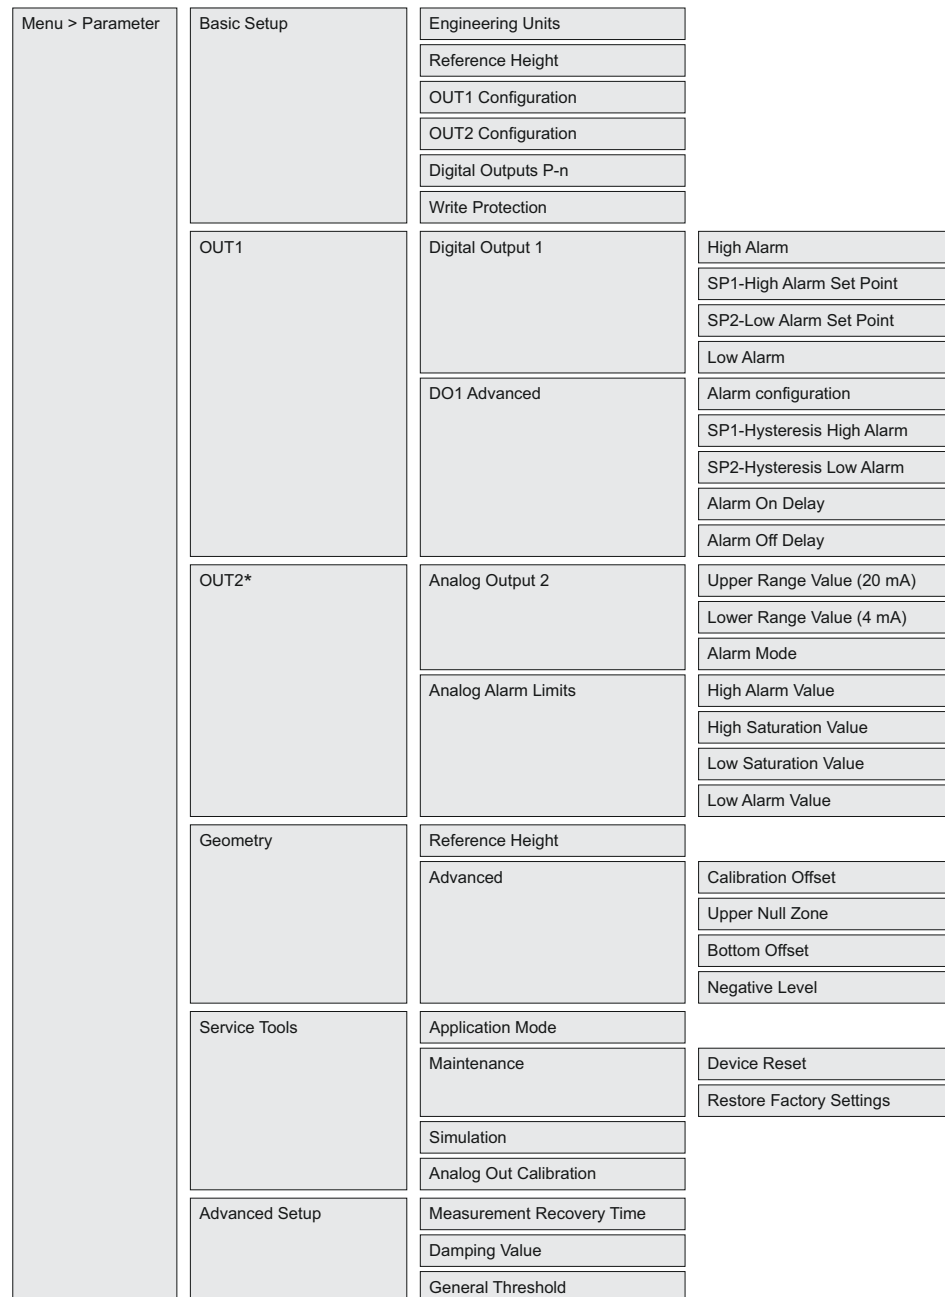 Menu > Parameter
Basic Setup
Engineering Units
Reference Height
OUT1 Configuration
OUT2 Configuration
Digital Outputs P-n
Write Protection
OUT1
Digital Output 1
High Alarm
SP1-High Alarm Set Point
SP2-Low Alarm Set Point
Low Alarm
DO1 Advanced
Alarm configuration
SP1-Hysteresis High Alarm
SP2-Hysteresis Low Alarm
Alarm On Delay
Alarm Off Delay
OUT2*
Analog Output 2
Upper Range Value (20 mA)
Lower Range Value (4 mA)
Alarm Mode
Analog Alarm Limits
High Alarm Value
High Saturation Value
Low Saturation Value
Low Alarm Value
Geometry
Reference Height
Advanced
Calibration Offset
Upper Null Zone
Bottom Offset
Negative Level
Service Tools
Application Mode
Maintenance
Device Reset
Restore Factory Settings
Simulation
Analog Out Calibration
Advanced Setup
Measurement Recovery Time
Damping Value
General Threshold